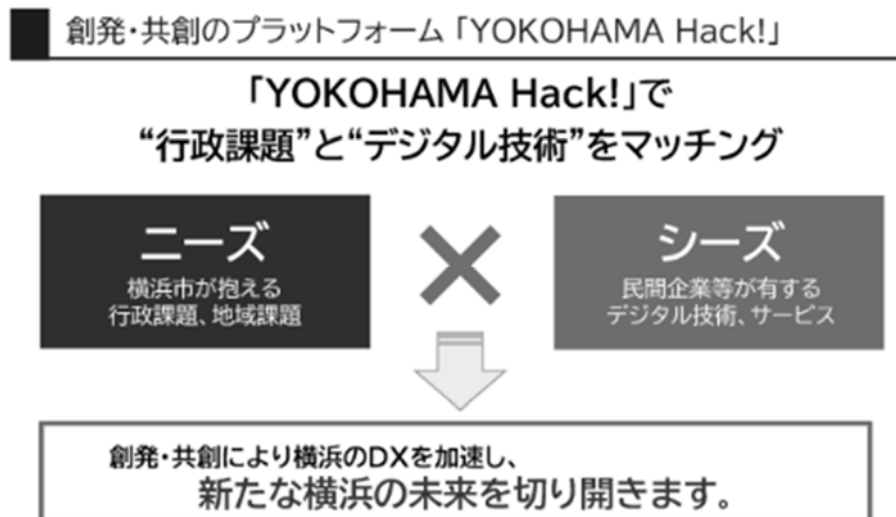 創発・共創のプラットフォーム「YOKOHAMA Hack!」
「YOKOHAMA Hack!」で
“行政課題”と“デジタル技術”をマッチング
ニーズ
横浜市が抱える
行政課題、地域課題
シーズ
民間企業等が有する
デジタル技術、サービス
創発・共創により横浜のDXを加速し、
新たな横浜の未来を切り開きます。